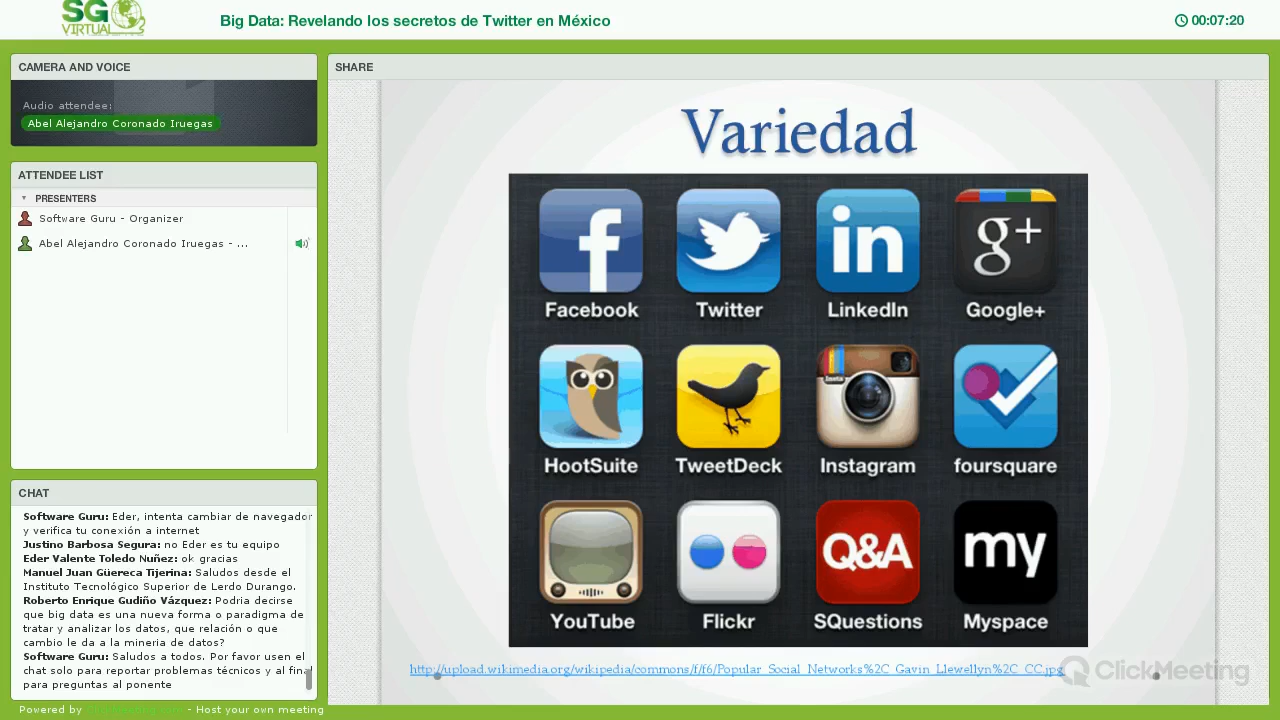 SG
VIRTUAL
Big Data: Revelando los secretos de Twitter en México
00:07:20
CAMERA AND VOICE
Audio attendee:
Abel Alejandro Coronado Iruegas
ATTENDEE LIST
PRESENTERS
Software Guru - Organizer
Abel Alejandro Coronado Iruegas - ...
CHAT
Software Guru: Eder, intenta cambiar de navegador
y verifica tu conexión a internet
Justino Barbosa Segura: no Eder es tu equipo
Eder Valente Toledo Nuñez: ok gracias
Manuel Juan Güereca Tijerina: Saludos desde el
Instituto Tecnológico Superior de Lerdo Durango.
Roberto Enrique Gudiño Vázquez: Podria decirse
que big data es una nueva forma o paradigma de
tratar y analizar los datos, que relación o que
cambio le da a la mineria de datos?
Software Guru: Saludos a todos. Por favor usen el
chat solo para reportar problemas técnicos y al final
para preguntas al ponente
Powered by ClickMeeting.com - Host your own meeting
SHARE
Variedad
f
in
g+
Facebook Twitter LinkedIn Google+
Insta
HootSuite TweetDeck Instagram foursquare
Q&A
my
YouTube Flickr SQuestions Myspace
http://upload.wikimedia.org/wikipedia/commons/f/f6/Popular_Social_Networks%2C_Gavin_Llewellyn%2C_CC.jpg
ClickMeeting